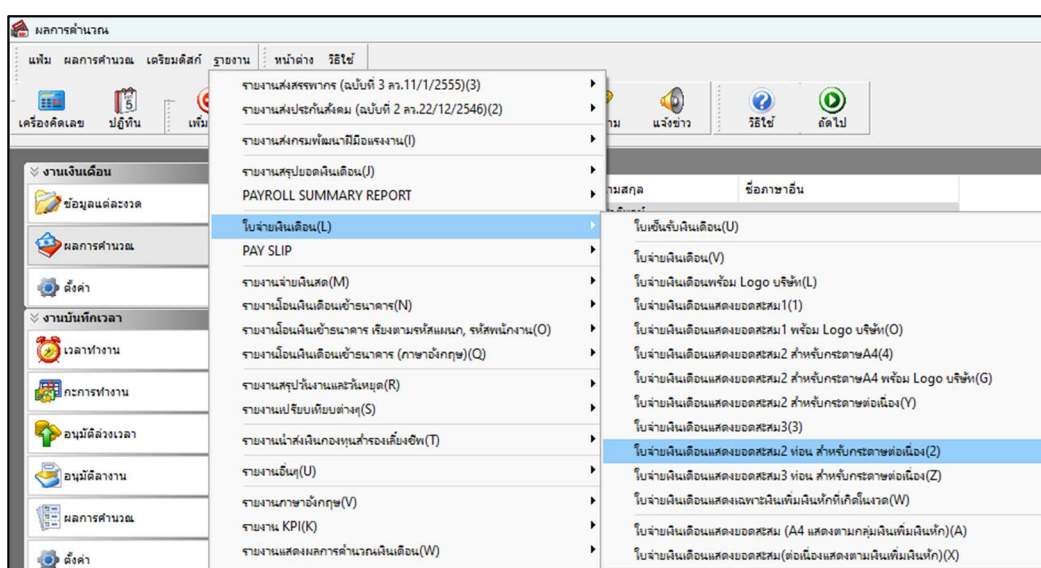 ผลการคำนวณ
แฟ้ม ผลการคำนวณ เตรียมดิสก์ รายงาน หน้าต่าง วิธีใช้
เครื่องคิดเลข ปฏิทิน แจ้งข่าว วิธีใช้ ถัดไป
รายงานส่งสรรพากร (ฉบับที่ 3 ลว.11/1/2555)(3)
รายงานส่งประกันสังคม (ฉบับที่ 2 ลว.22/12/2546)(2)
รายงานส่งกรมพัฒนาฝีมือแรงงาน(I)
รายงานสรุปยอดเงินเดือน(J)
PAYROLL SUMMARY REPORT
ใบจ่ายเงินเดือน(L)
PAY SLIP
รายงานจ่ายเงินสด(M)
รายงานโอนเงินเดือนเข้าธนาคาร(N)
รายงานโอนเงินเข้าธนาคาร เรียงตามรหัสแผนก, รหัสพนักงาน(O)
รายงานโอนเงินเดือนเข้าธนาคาร (ภาษาอังกฤษ)(Q)
รายงานสรุปวันงานและวันหยุด(R)
รายงานเปรียบเทียบต่างๆ(S)
รายงานนำส่งเงินกองทุนสำรองเลี้ยงชีพ(T)
รายงานอื่นๆ(U)
รายงานภาษาอังกฤษ(V)
รายงาน KPI(K)
รายงานแสดงผลการคำนวณเงินเดือน(W)
งานเงินเดือน
ข้อมูลแต่ละงวด
ผลการคำนวณ
ตั้งค่า
งานบันทึกเวลา
เวลาทำงาน
กะการทำงาน
อนุมัติล่วงเวลา
อนุมัติลางาน
ผลการคำนวณ
ตั้งค่า
ชื่อภาษาอื่น
ใบเซ็นรับเงินเดือน(U)
ใบจ่ายเงินเดือน(V)
ใบจ่ายเงินเดือนพร้อม Logo บริษัท(L)
ใบจ่ายเงินเดือนแสดงยอดสะสม1(1)
ใบจ่ายเงินเดือนแสดงยอดสะสม1 พร้อม Logo บริษัท(O)
ใบจ่ายเงินเดือนแสดงยอดสะสม2 สำหรับกระดาษA4(4)
ใบจ่ายเงินเดือนแสดงยอดสะสม2 สำหรับกระดาษA4 พร้อม Logo บริษัท(G)
ใบจ่ายเงินเดือนแสดงยอดสะสม2 สำหรับกระดาษต่อเนื่อง(Y)
ใบจ่ายเงินเดือนแสดงยอดสะสม3(3)
ใบจ่ายเงินเดือนแสดงยอดสะสม2 ท่อน สำหรับกระดาษต่อเนื่อง(2)
ใบจ่ายเงินเดือนแสดงยอดสะสม3 ท่อน สำหรับกระดาษต่อเนื่อง(Z)
ใบจ่ายเงินเดือนแสดงเฉพาะเงินเพิ่มเงินหักที่เกิดในงวด(W)
ใบจ่ายเงินเดือนแสดงยอดสะสม (A4 แสดงตามกลุ่มเงินเพิ่มเงินหัก)(A)
ใบจ่ายเงินเดือนแสดงยอดสะสม(ต่อเนื่องแสดงตามเงินเพิ่มเงินหัก)(X)